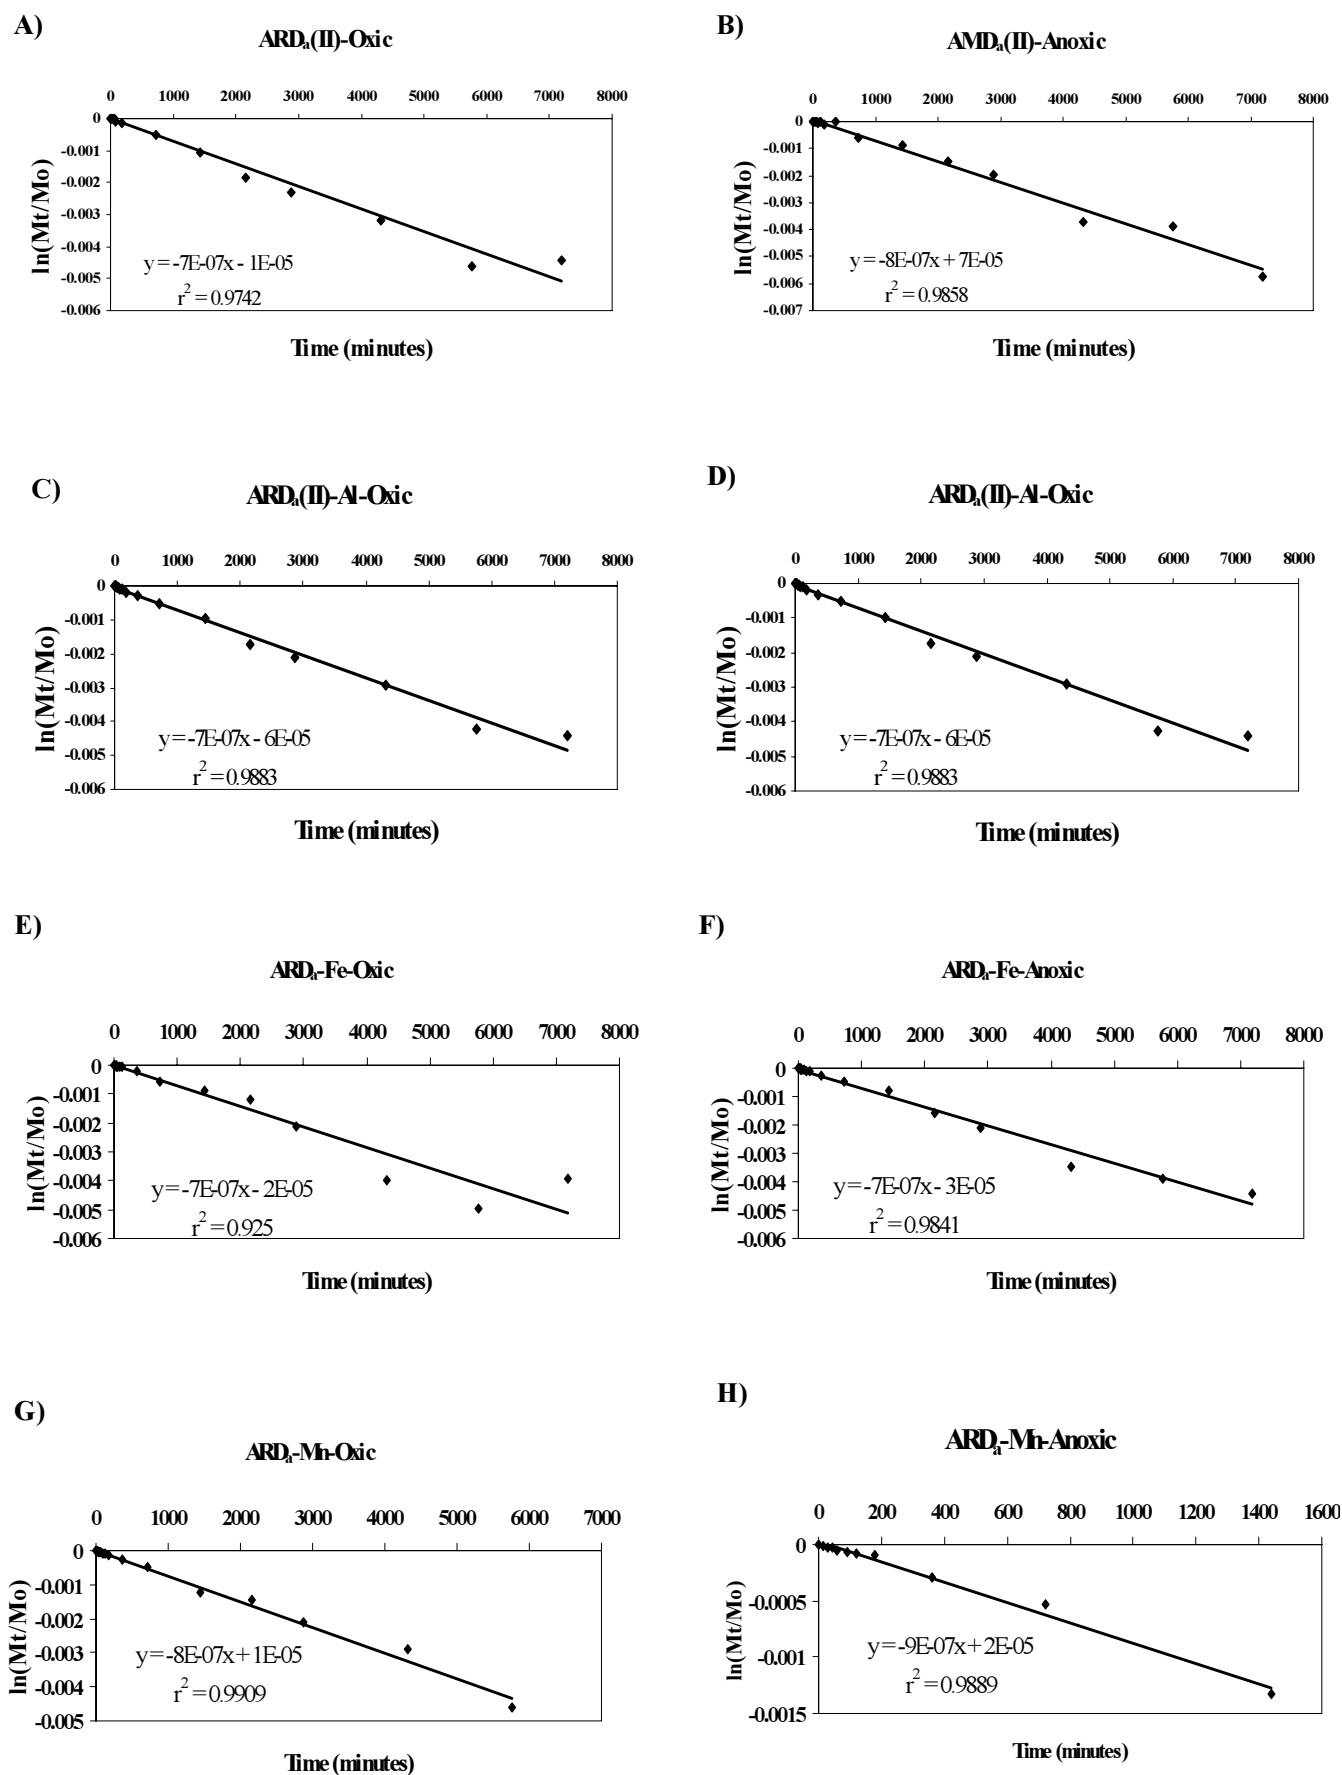 A)
ARDₐ(II)-Oxic
0 1000 2000 3000 4000 5000 6000 7000 8000
0
-0.001
-0.002
-0.003
-0.004
-0.005
-0.006
ln(Mt/Mo)
y = -7E-07x - 1E-05
r² = 0.9742
Time (minutes)
B)
AMDₐ(II)-Anoxic
0 1000 2000 3000 4000 5000 6000 7000 8000
0
-0.001
-0.002
-0.003
-0.004
-0.005
-0.006
-0.007
ln(Mt/Mo)
y = -8E-07x + 7E-05
r² = 0.9858
Time (minutes)
C)
ARDₐ(II)-Al-Oxic
0 1000 2000 3000 4000 5000 6000 7000 8000
0
-0.001
-0.002
-0.003
-0.004
-0.005
-0.006
ln(Mt/Mo)
y = -7E-07x - 6E-05
r² = 0.9883
Time (minutes)
D)
ARDₐ(II)-Al-Oxic
0 1000 2000 3000 4000 5000 6000 7000 8000
0
-0.001
-0.002
-0.003
-0.004
-0.005
-0.006
ln(Mt/Mo)
y = -7E-07x - 6E-05
r² = 0.9883
Time (minutes)
E)
ARDₐ-Fe-Oxic
0 1000 2000 3000 4000 5000 6000 7000 8000
0
-0.001
-0.002
-0.003
-0.004
-0.005
-0.006
ln(Mt/Mo)
y = -7E-07x - 2E-05
r² = 0.925
Time (minutes)
F)
ARDₐ-Fe-Anoxic
0 1000 2000 3000 4000 5000 6000 7000 8000
0
-0.001
-0.002
-0.003
-0.004
-0.005
-0.006
ln(Mt/Mo)
y = -7E-07x - 3E-05
r² = 0.9841
Time (minutes)
G)
ARDₐ-Mn-Oxic
0 1000 2000 3000 4000 5000 6000 7000
0
-0.001
-0.002
-0.003
-0.004
-0.005
ln(Mt/Mo)
y = -8E-07x + 1E-05
r² = 0.9909
Time (minutes)
H)
ARDₐ-Mn-Anoxic
0 200 400 600 800 1000 1200 1400 1600
0
-0.0005
-0.001
-0.0015
ln(Mt/Mo)
y = -9E-07x + 2E-05
r² = 0.9889
Time (minutes)